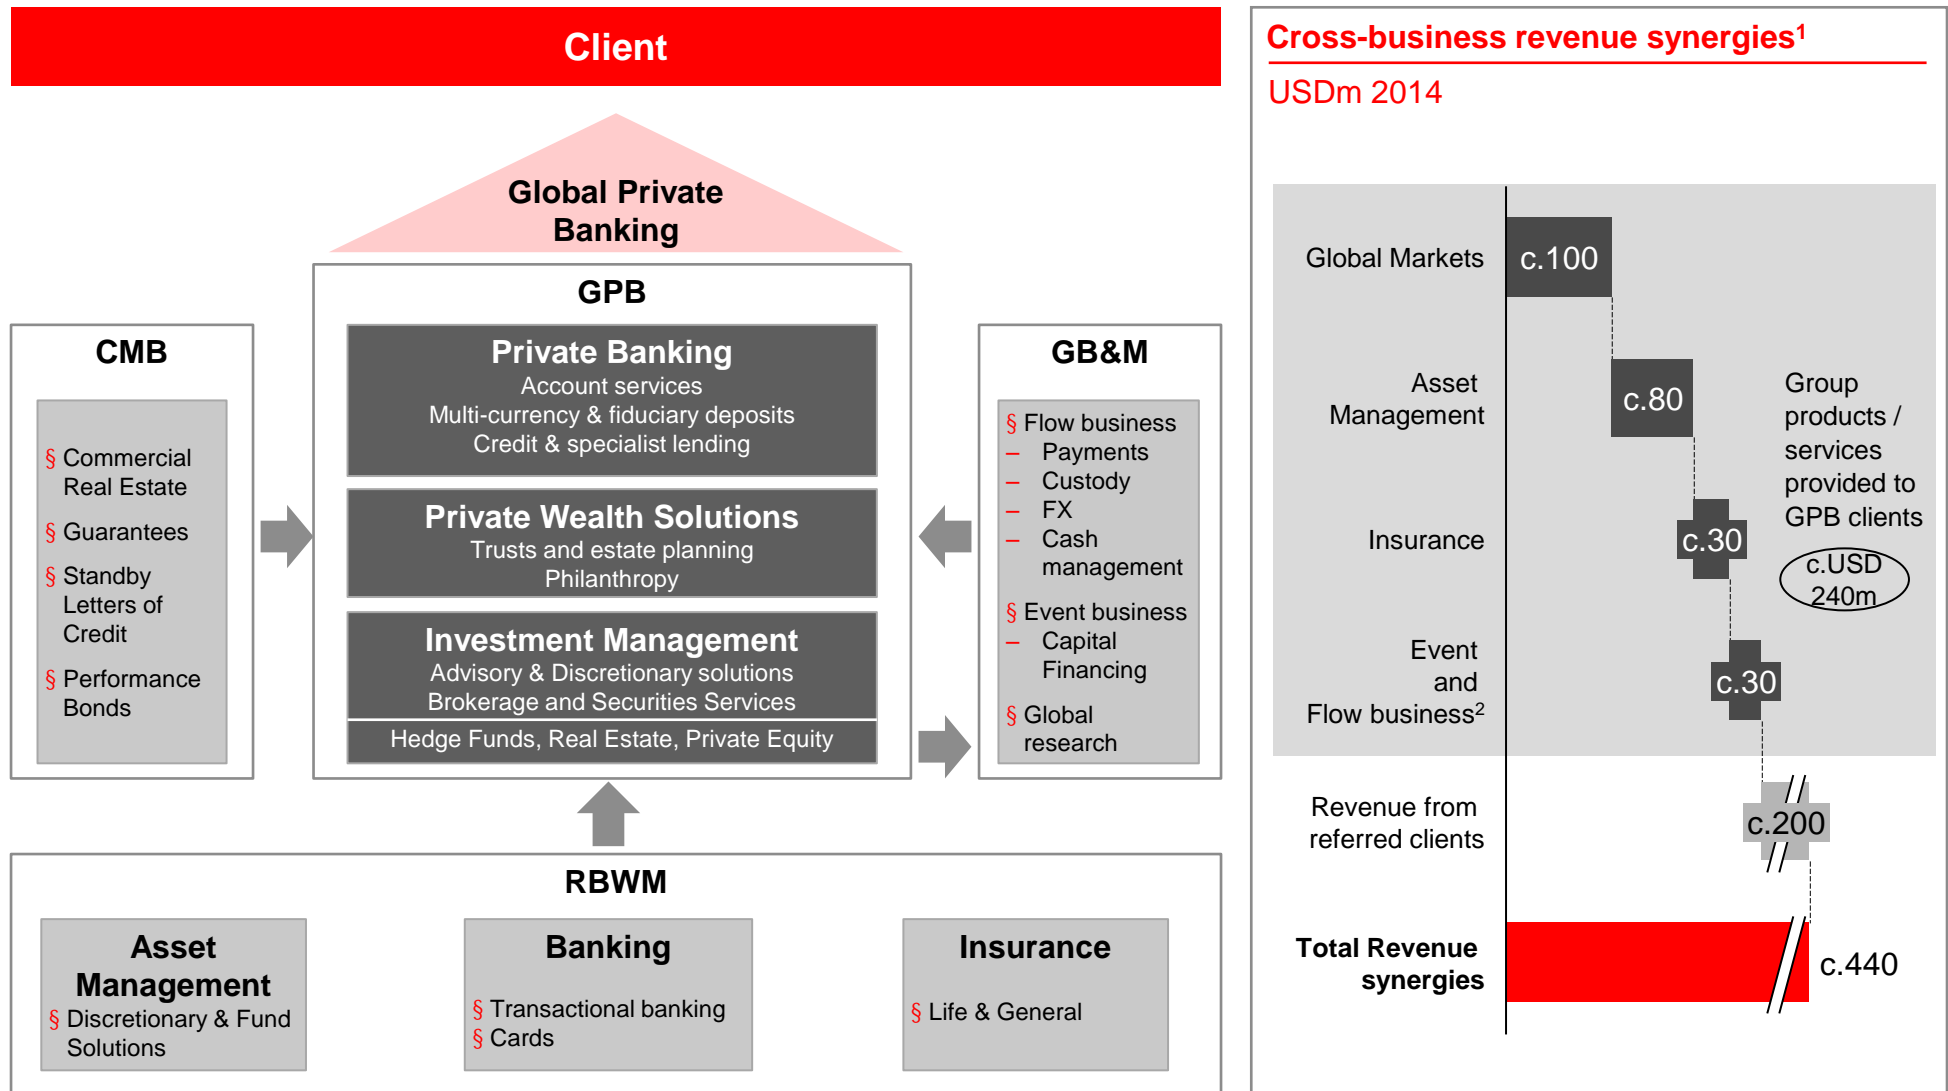 Client
Global Private
Banking
GPB
Private Banking
Account services
Multi-currency & fiduciary deposits
Credit & specialist lending
Private Wealth Solutions
Trusts and estate planning
Philanthropy
Investment Management
Advisory & Discretionary solutions
Brokerage and Securities Services
Hedge Funds, Real Estate, Private Equity
CMB
§ Commercial
Real Estate
§ Guarantees
§ Standby
Letters of
Credit
§ Performance
Bonds
GB&M
§ Flow business
– Payments
– Custody
– FX
– Cash
management
§ Event business
– Capital
Financing
§ Global
research
RBWM
Asset
Management
§ Discretionary & Fund
Solutions
Banking
§ Transactional banking
§ Cards
Insurance
§ Life & General
Cross-business revenue synergies¹
USDm 2014
Global Markets
c.100
Asset
Management
c.80
Insurance
c.30
Event
and
Flow business²
c.30
Group
products /
services
provided to
GPB clients
c.USD
240m
Revenue from
referred clients
c.200
Total Revenue
synergies
c.440